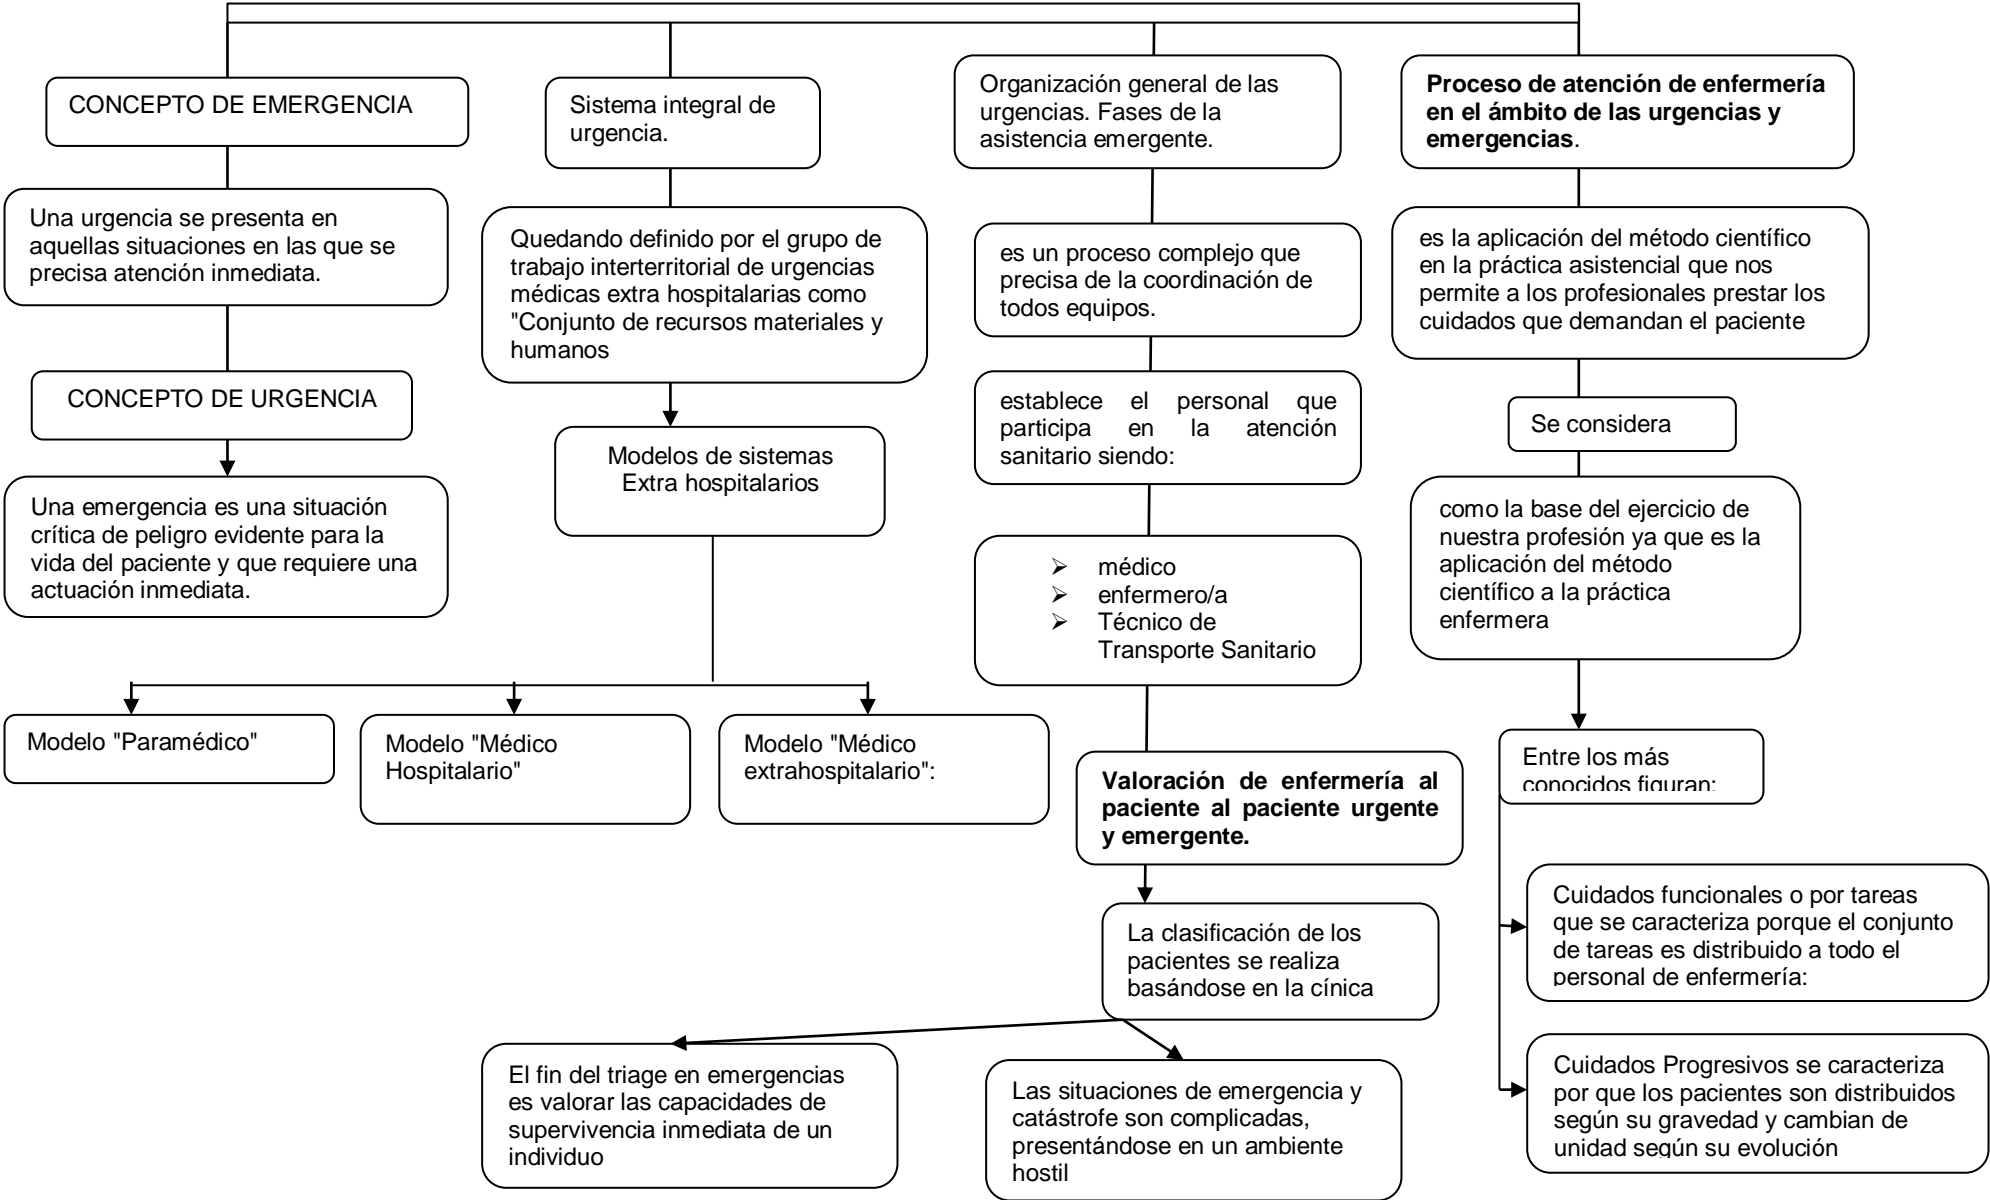 CONCEPTO DE EMERGENCIA
Una urgencia se presenta en
aquellas situaciones en las que se
precisa atención inmediata.
CONCEPTO DE URGENCIA
Una emergencia es una situación
crítica de peligro evidente para la
vida del paciente y que requiere una
actuación inmediata.
Sistema integral de
urgencia.
Quedando definido por el grupo de
trabajo interterritorial de urgencias
médicas extra hospitalarias como
"Conjunto de recursos materiales y
humanos
Modelos de sistemas
Extra hospitalarios
Modelo "Paramédico"
Modelo "Médico
Hospitalario"
Modelo "Médico
extrahospitalario":
Organización general de las
urgencias. Fases de la
asistencia emergente.
es un proceso complejo que
precisa de la coordinación de
todos equipos.
establece el personal que
participa en la atención
sanitario siendo:
➢ médico
➢ enfermero/a
➢ Técnico de
Transporte Sanitario
Valoración de enfermería al
paciente al paciente urgente
y emergente.
La clasificación de los
pacientes se realiza
basándose en la cínica
El fin del triage en emergencias
es valorar las capacidades de
supervivencia inmediata de un
individuo
Las situaciones de emergencia y
catástrofe son complicadas,
presentándose en un ambiente
hostil
Proceso de atención de enfermería
en el ámbito de las urgencias y
emergencias.
es la aplicación del método científico
en la práctica asistencial que nos
permite a los profesionales prestar los
cuidados que demandan el paciente
Se considera
como la base del ejercicio de
nuestra profesión ya que es la
aplicación del método
científico a la práctica
enfermera
Entre los más
conocidos figuran:
Cuidados funcionales o por tareas
que se caracteriza porque el conjunto
de tareas es distribuido a todo el
personal de enfermería:
Cuidados Progresivos se caracteriza
por que los pacientes son distribuidos
según su gravedad y cambian de
unidad según su evolución